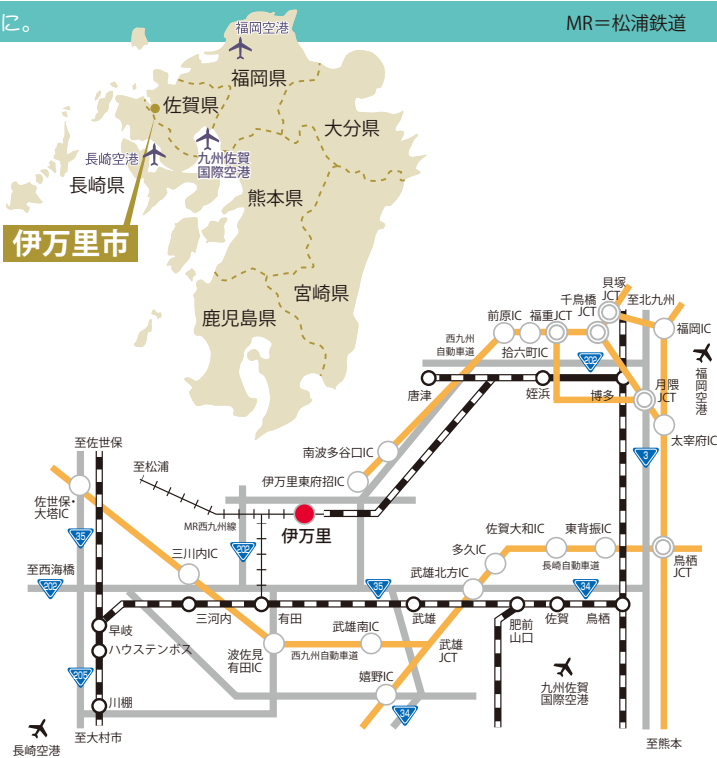 に。
MR＝松浦鉄道
福岡空港
福岡県
佐賀県
大分県
長崎空港
九州佐賀
国際空港
長崎県
熊本県
伊万里市
宮崎県
鹿児島県
貝塚
JCT
千鳥橋
JCT
至北九州
前原IC
福重JCT
福岡IC
西九州
自動車道
拾六町IC
202
福岡空港
唐津
姪浜
博多
月隈
JCT
太宰府IC
至佐世保
南波多谷口IC
3
至松浦
伊万里東府招IC
佐世保・
大塔IC
MR西九州線
伊万里
35
佐賀大和IC
東背振IC
202
三川内IC
多久IC
長崎自動車道
鳥栖
JCT
至西海橋
武雄北方IC
202
35
34
三河内
有田
武雄
肥前
山口
佐賀
鳥栖
早岐
武雄南IC
ハウステンボス
波佐見
有田IC
西九州自動車道
武雄
JCT
205
嬉野IC
九州佐賀
国際空港
川棚
34
至大村市
長崎空港
至熊本